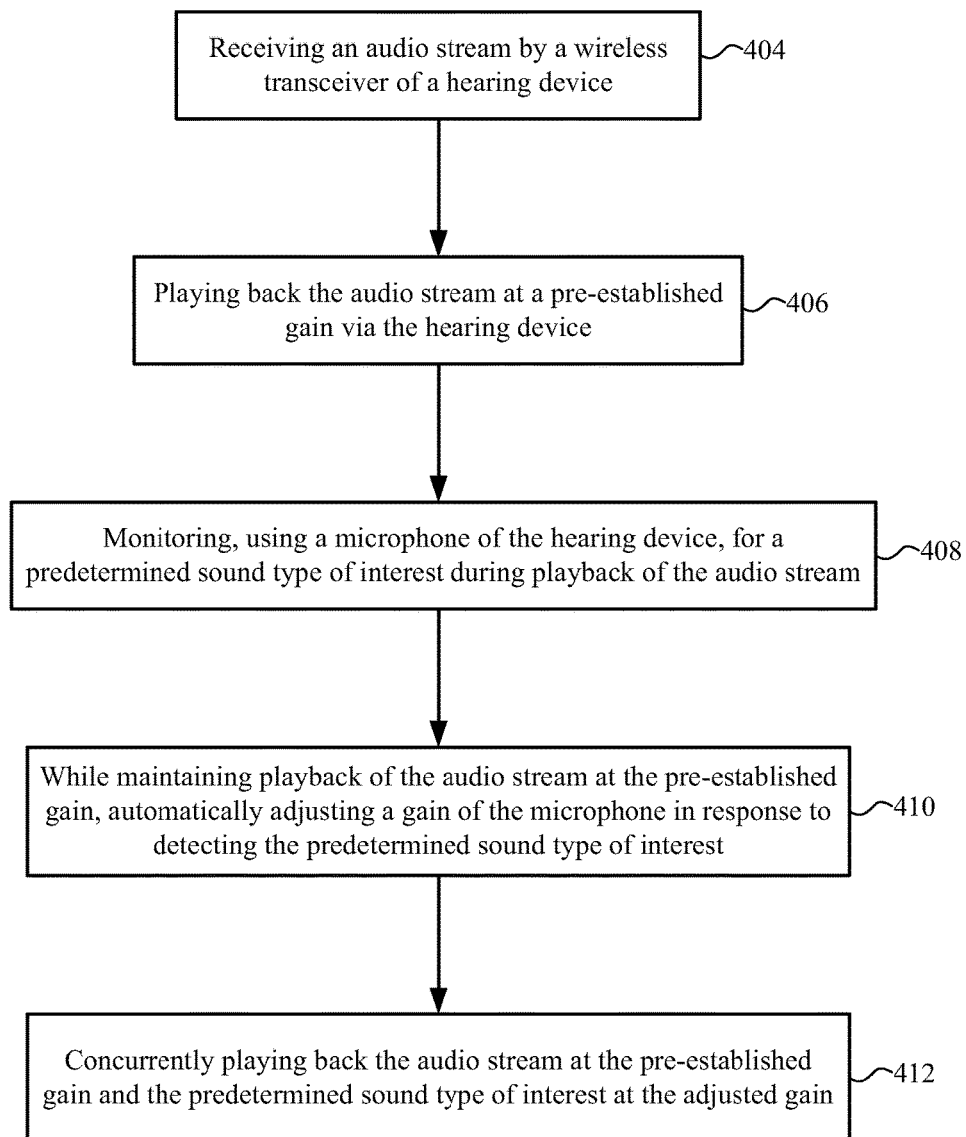 Receiving an audio stream by a wireless
transceiver of a hearing device
404
Playing back the audio stream at a pre-established
gain via the hearing device
406
Monitoring, using a microphone of the hearing device, for a
predetermined sound type of interest during playback of the audio stream
408
While maintaining playback of the audio stream at the pre-established
gain, automatically adjusting a gain of the microphone in response to
detecting the predetermined sound type of interest
410
Concurrently playing back the audio stream at the pre-established
gain and the predetermined sound type of interest at the adjusted gain
412